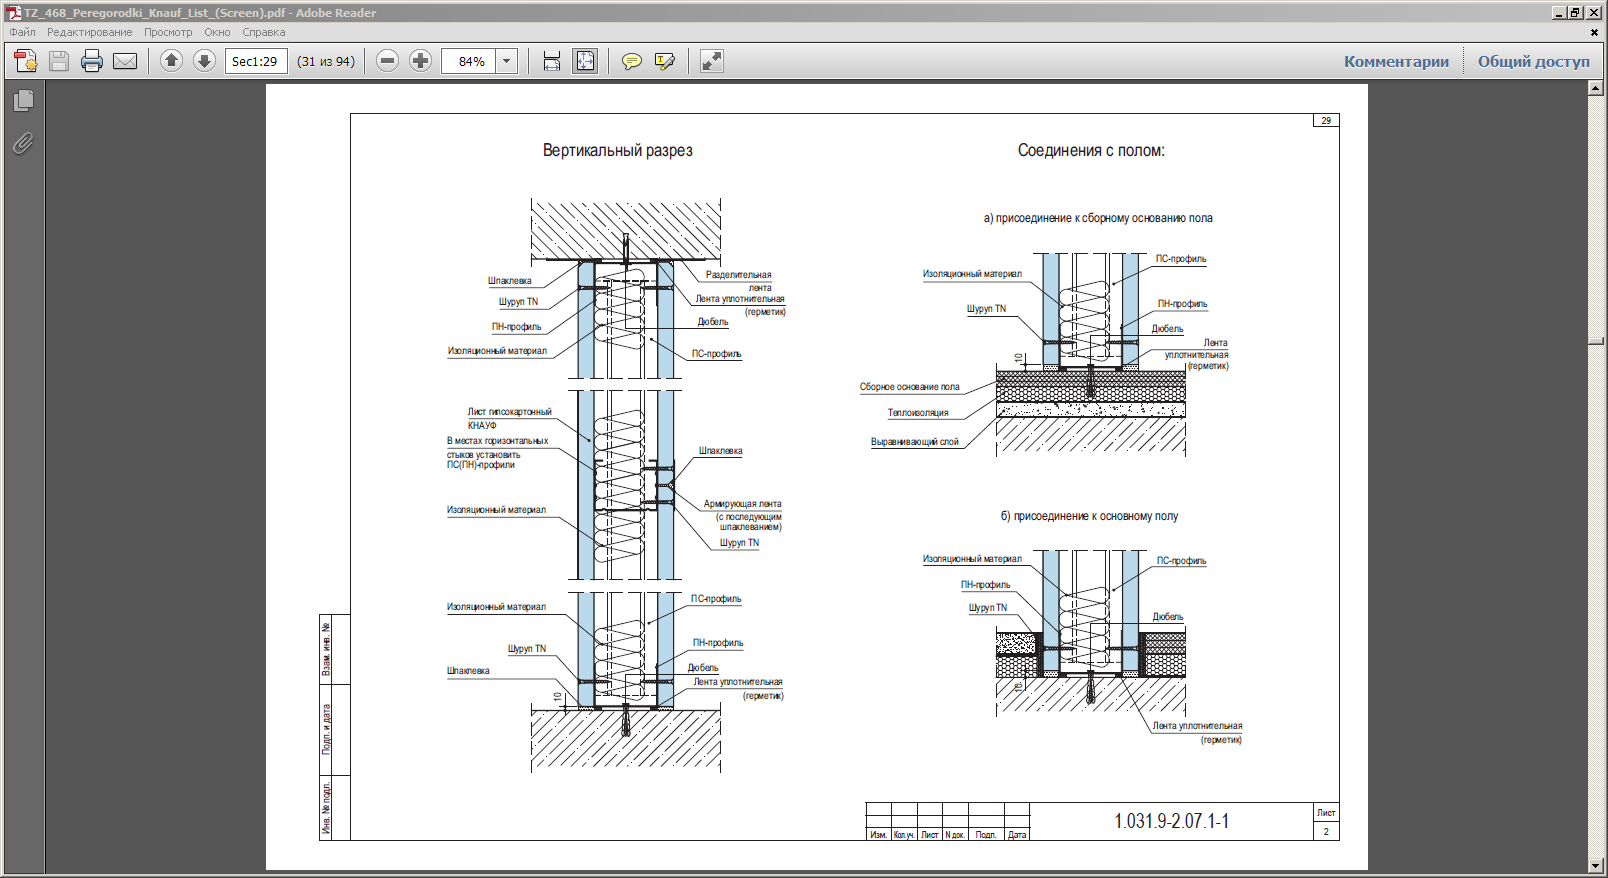 TZ_468_Peregorodki_Knauf_List_(Screen).pdf - Adobe Reader
Файл Редактирование Просмотр Окно Справка
Sec1:29 (31 из 94) 84% Комментарии Общий доступ
29
Вертикальный разрез
Шпаклевка
Шуруп TN
ПН-профиль
Изоляционный материал
Разделительная
лента
Лента уплотнительная
(герметик)
Дюбель
ПС-профиль
Лист гипсокартонный
КНАУФ
В местах горизонтальных
стыков установить
ПС(ПН)-профили
Изоляционный материал
Шпаклевка
Армирующая лента
(с последующим
шпаклеванием)
Шуруп TN
Изоляционный материал
Шуруп TN
Шпаклевка
10
ПС-профиль
ПН-профиль
Дюбель
Лента уплотнительная
(герметик)
Соединения с полом:
а) присоединение к сборному основанию пола
Изоляционный материал
Шуруп TN
10
Сборное основание пола
Теплоизоляция
Выравнивающий слой
ПС-профиль
ПН-профиль
Дюбель
Лента
уплотнительная
(герметик)
б) присоединение к основному полу
Изоляционный материал
ПН-профиль
Шуруп TN
10
ПС-профиль
Дюбель
Лента уплотнительная
(герметик)
Взам. инв. №
Подп. и дата
Инв. № подл.
Изм. Кол.уч. Лист N док. Подп. Дата
1.031.9-2.07.1-1
Лист
2